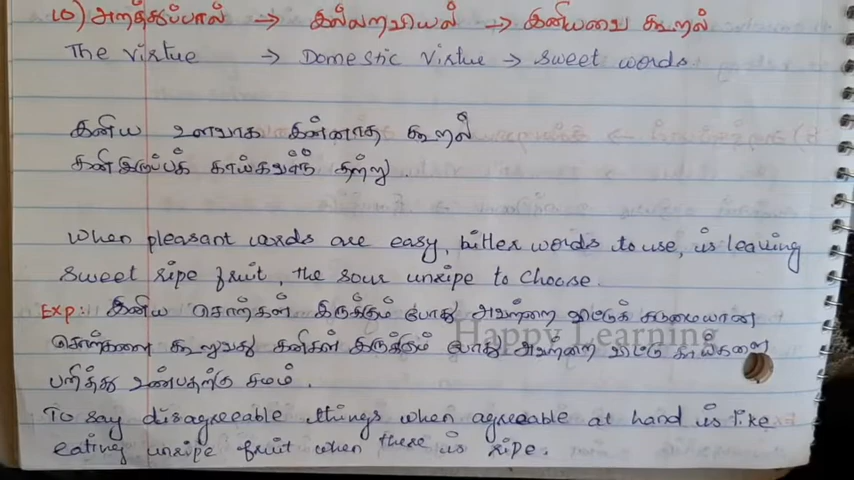 10) அறத்துப்பால் → இல்லறவியல் → இனியவை கூறல்
The virtue → Domestic virtue → sweet words.
இனிய உளவாக இன்னாத கூறல்
கனிஇருப்பக் காய்கவர்ந் தற்று.
When pleasant words are easy, bitter words to use, is leaving
sweet ripe fruit, the sour unripe to choose.
Exp: இனிய சொற்கள் இருக்கும் போது அவற்றை விட்டுக் கடுமையான
சொற்களை கூறுவது கனிகள் இருக்கும் போது அவற்றை விட்டு காய்களை
பறித்து உண்பதற்கு சமம்.
To say disagreeable things when agreeable at hand is like
eating unripe fruit when there is ripe.
Happy Learning